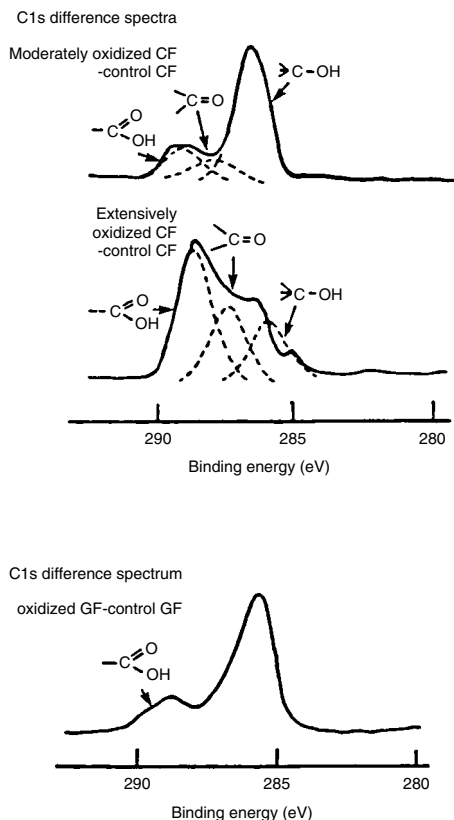 C1s difference spectra
Moderately oxidized CF
-control CF
C=O
C-OH
C
O
OH
Extensively
oxidized CF
-control CF
C=O
C-OH
C
O
OH
290
285
280
Binding energy (eV)
C1s difference spectrum
oxidized GF-control GF
C
O
OH
290
285
280
Binding energy (eV)